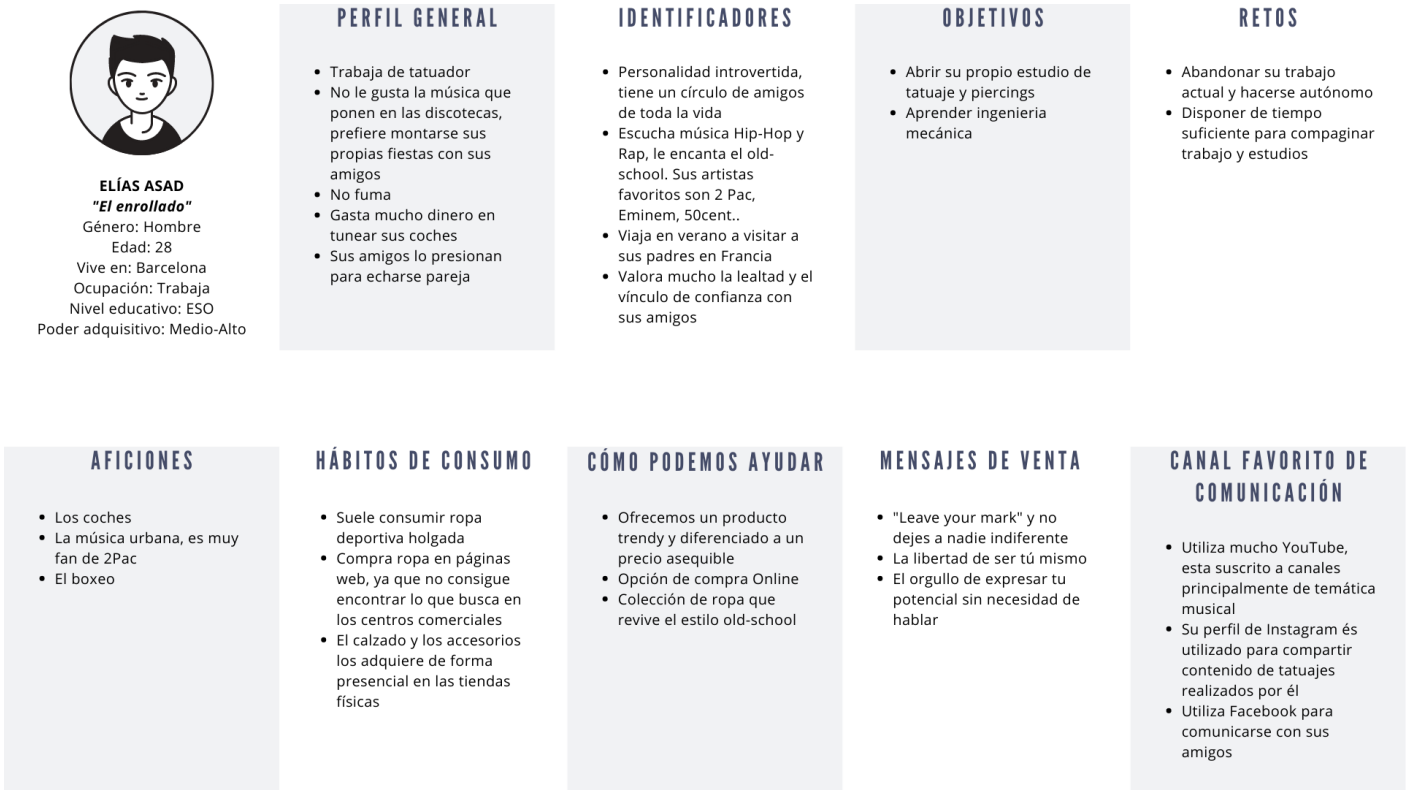 ELÍAS ASAD
"El enrollado"
Género: Hombre
Edad: 28
Vive en: Barcelona
Ocupación: Trabaja
Nivel educativo: ESO
Poder adquisitivo: Medio-Alto
PERFIL GENERAL
• Trabaja de tatuador
• No le gusta la música que
ponen en las discotecas,
prefiere montarse sus
propias fiestas con sus
amigos
• No fuma
• Gasta mucho dinero en
tunear sus coches
• Sus amigos lo presionan
para echarse pareja
IDENTIFICADORES
• Personalidad introvertida,
tiene un círculo de amigos
de toda la vida
• Escucha música Hip-Hop y
Rap, le encanta el old-
school. Sus artistas
favoritos son 2 Pac,
Eminem, 50cent..
• Viaja en verano a visitar a
sus padres en Francia
• Valora mucho la lealtad y el
vínculo de confianza con
sus amigos
OBJETIVOS
• Abrir su propio estudio de
tatuaje y piercings
• Aprender ingenieria
mecánica
RETOS
• Abandonar su trabajo
actual y hacerse autónomo
• Disponer de tiempo
suficiente para compaginar
trabajo y estudios
AFICIONES
• Los coches
• La música urbana, es muy
fan de 2Pac
• El boxeo
HÁBITOS DE CONSUMO
• Suele consumir ropa
deportiva holgada
• Compra ropa en páginas
web, ya que no consigue
encontrar lo que busca en
los centros comerciales
• El calzado y los accesorios
los adquiere de forma
presencial en las tiendas
físicas
CÓMO PODEMOS AYUDAR
• Ofrecemos un producto
trendy y diferenciado a un
precio asequible
• Opción de compra Online
• Colección de ropa que
revive el estilo old-school
MENSAJES DE VENTA
• "Leave your mark" y no
dejes a nadie indiferente
• La libertad de ser tú mismo
• El orgullo de expresar tu
potencial sin necesidad de
hablar
CANAL FAVORITO DE
COMUNICACIÓN
• Utiliza mucho YouTube,
esta suscrito a canales
principalmente de temática
musical
• Su perfil de Instagram és
utilizado para compartir
contenido de tatuajes
realizados por él
• Utiliza Facebook para
comunicarse con sus
amigos